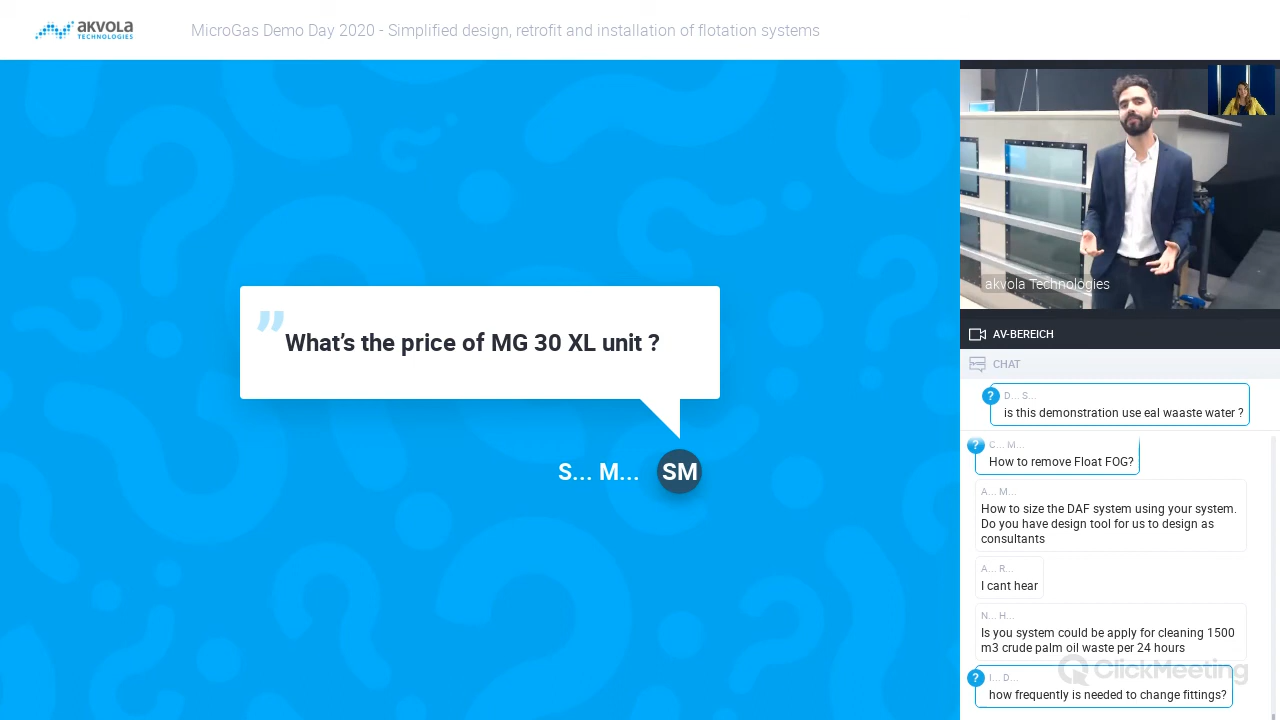 akvola
TECHNOLOGIES
MicroGas Demo Day 2020 - Simplified design, retrofit and installation of flotation systems
"
What’s the price of MG 30 XL unit ?
S... M...
SM
akvola Technologies
AV-BEREICH
CHAT
?
D... S...
is this demonstration use eal waaste water ?
?
C... M...
How to remove Float FOG?
A... M...
How to size the DAF system using your system.
Do you have design tool for us to design as
consultants
A... R...
I cant hear
N... H...
Is you system could be apply for cleaning 1500
m3 crude palm oil waste per 24 hours
ClickMeeting
?
I... D...
how frequently is needed to change fittings?